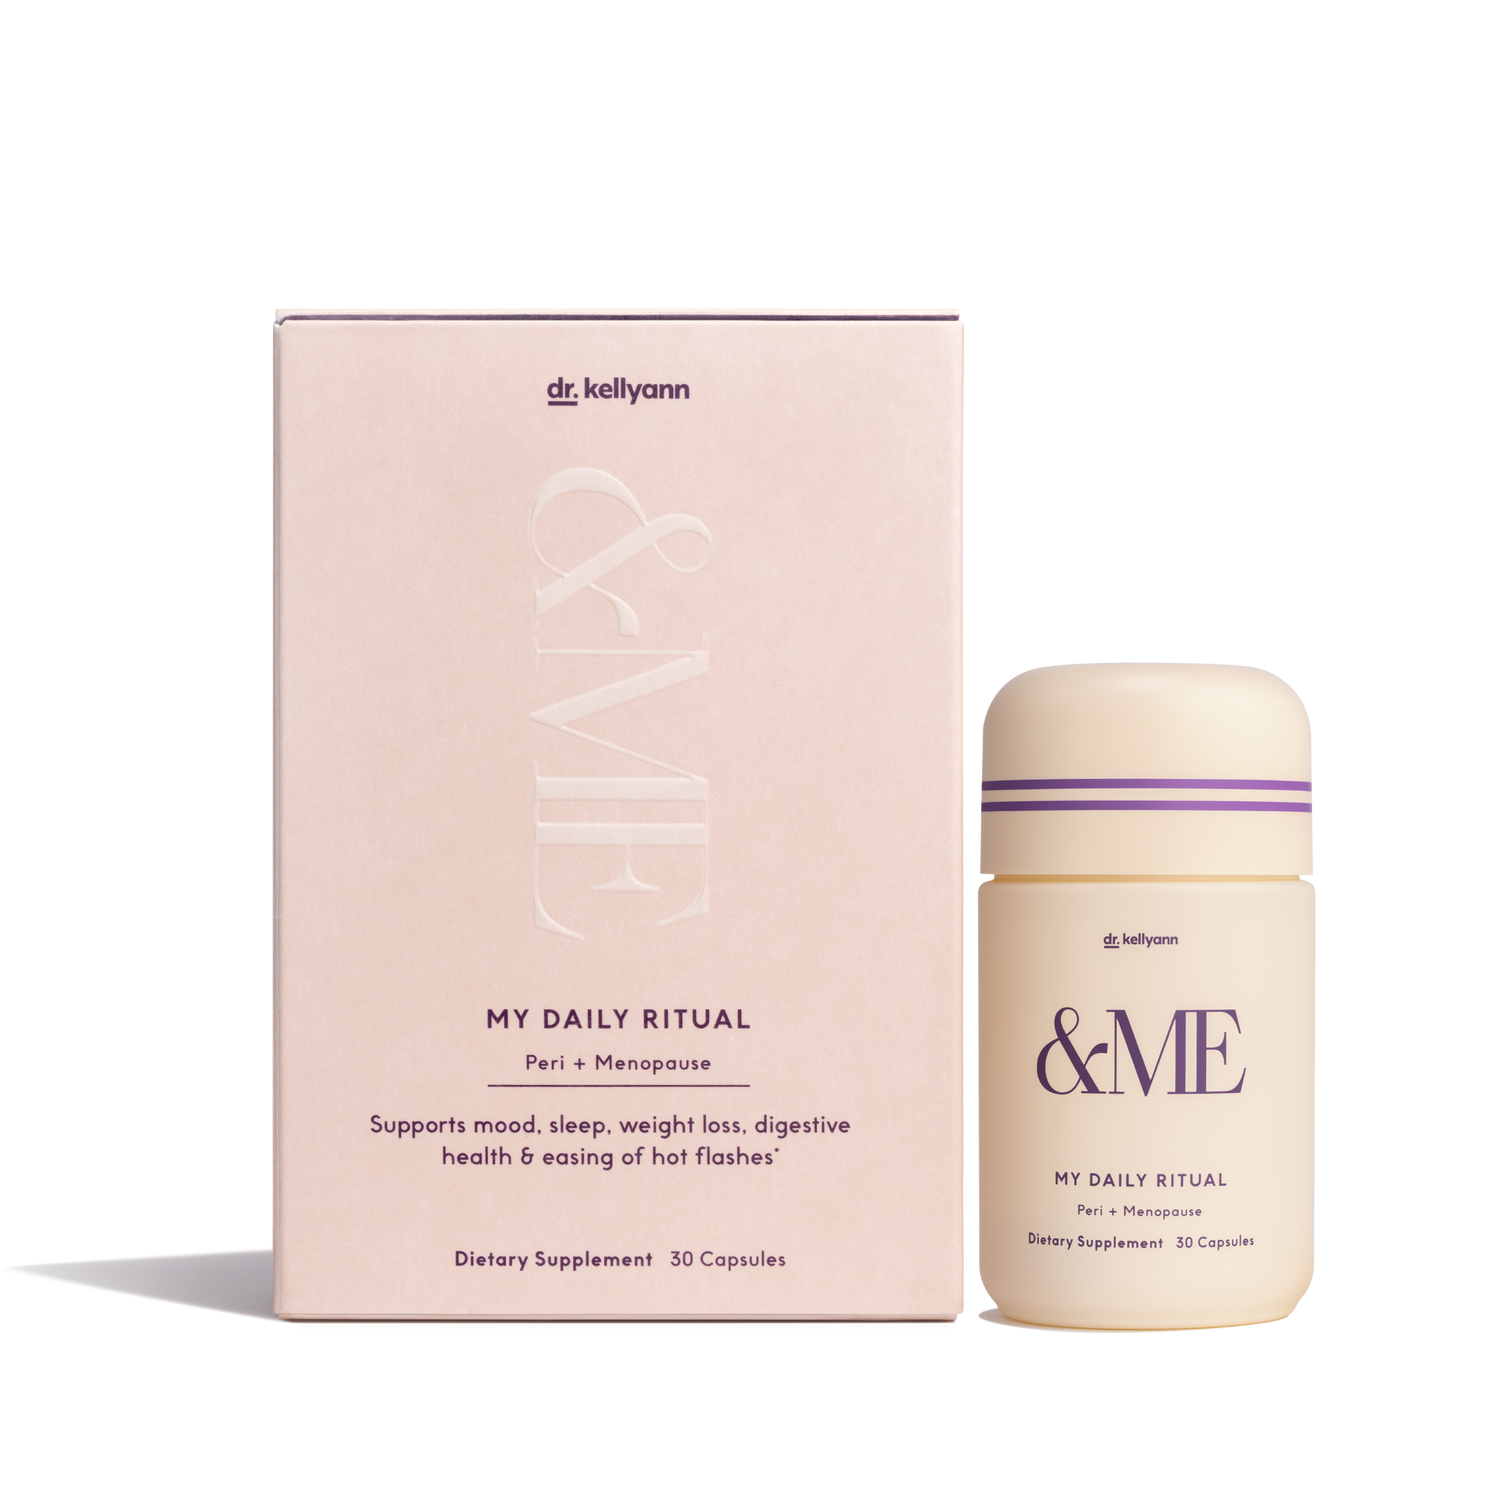 dr. kellyann
&ME
MY DAILY RITUAL
Peri + Menopause
Supports mood, sleep, weight loss, digestive
health & easing of hot flashes*
Dietary Supplement 30 Capsules
dr. kellyann
&ME
MY DAILY RITUAL
Peri + Menopause
Dietary Supplement 30 Capsules